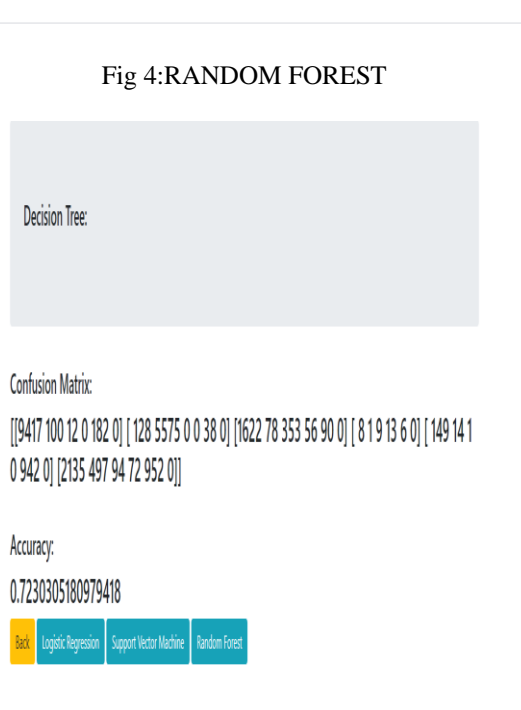 Fig 4:RANDOM FOREST
Decision Tree:
Confusion Matrix:
[[9417 100 12 0 182 0] [ 128 5575 0 0 38 0] [1622 78 353 56 90 0] [ 8 1 9 13 6 0] [ 149 14 1
0 942 0] [2135 497 94 72 952 0]]
Accuracy:
0.7230305180979418
Back Logistic Regression Support Vector Machine Random Forest